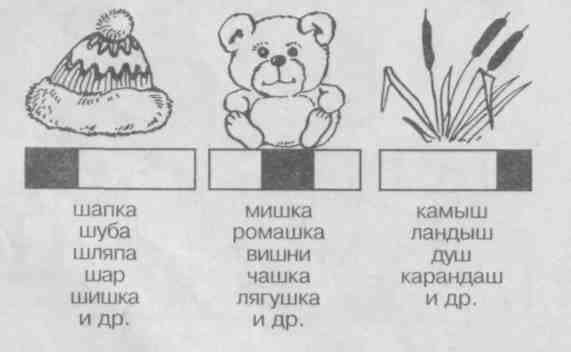 шапка
шуба
шляпа
шар
шишка
и др.
мишка
ромашка
вишни
чашка
лягушка
и др.
камыш
ландыш
душ
карандаш
и др.